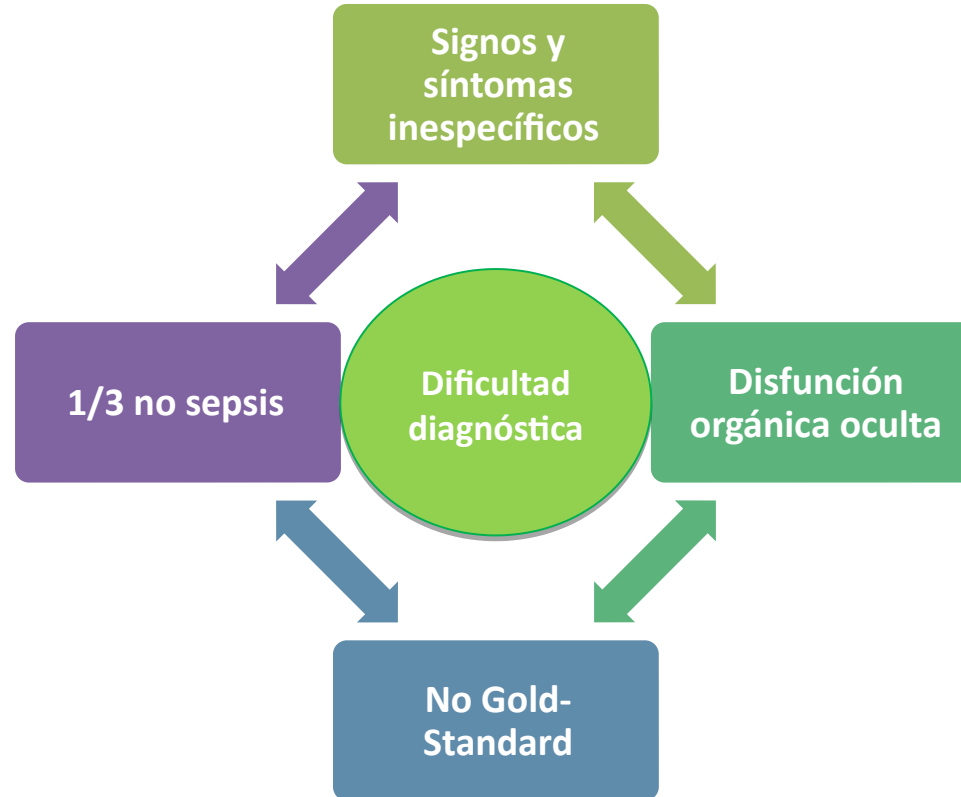 Signos y
síntomas
inespecíficos
1/3 no sepsis
Dificultad
diagnóstica
Disfunción
orgánica oculta
No Gold-
Standard